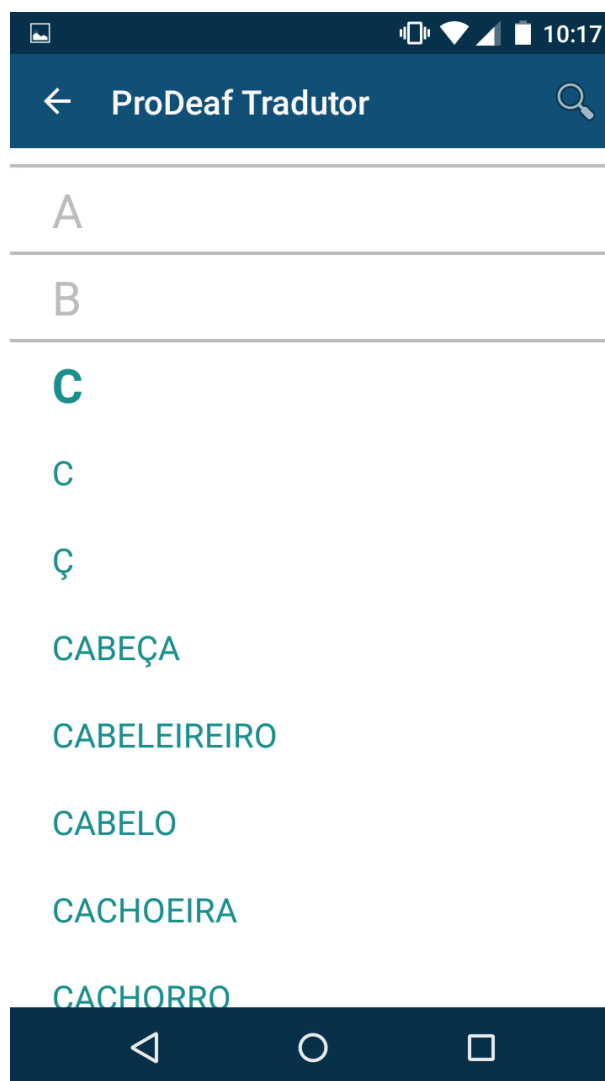 10:17
ProDeaf Tradutor
A
B
C
C
Ç
CABEÇA
CABELEIREIRO
CABELO
CACHOEIRA
CACHORRO